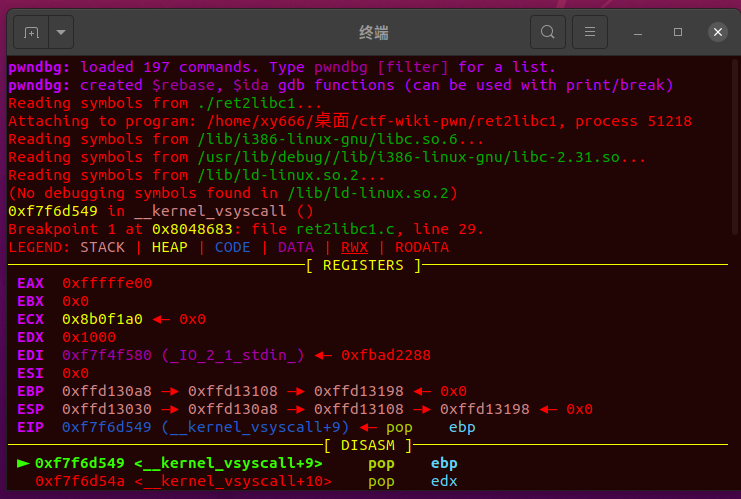 终端
pwndbg: loaded 197 commands. Type pwndbg [filter] for a list.
pwndbg: created $rebase, $ida gdb functions (can be used with print/break)
Reading symbols from ./ret2libc1...
Attaching to program: /home/xy666/桌面/ctf-wiki-pwn/ret2libc1, process 51218
Reading symbols from /lib/i386-linux-gnu/libc.so.6...
Reading symbols from /usr/lib/debug//lib/i386-linux-gnu/libc-2.31.so...
Reading symbols from /lib/ld-linux.so.2...
(No debugging symbols found in /lib/ld-linux.so.2)
0xf7f6d549 in __kernel_vsyscall ()
Breakpoint 1 at 0x8048683: file ret2libc1.c, line 29.
LEGEND: STACK | HEAP | CODE | DATA | RWX | RODATA
[ REGISTERS ]
EAX 0xfffffe00
EBX 0x0
ECX 0x8b0f1a0 ◂— 0x0
EDX 0x1000
EDI 0xf7f4f580 (_IO_2_1_stdin_) ◂— 0xfbad2288
ESI 0x0
EBP 0xffd130a8 —▸ 0xffd13108 —▸ 0xffd13198 ◂— 0x0
ESP 0xffd13030 —▸ 0xffd130a8 —▸ 0xffd13108 —▸ 0xffd13198 ◂— 0x0
EIP 0xf7f6d549 (__kernel_vsyscall+9) ◂— pop ebp
[ DISASM ]
► 0xf7f6d549 <__kernel_vsyscall+9> pop ebp
0xf7f6d54a <__kernel_vsyscall+10> pop edx